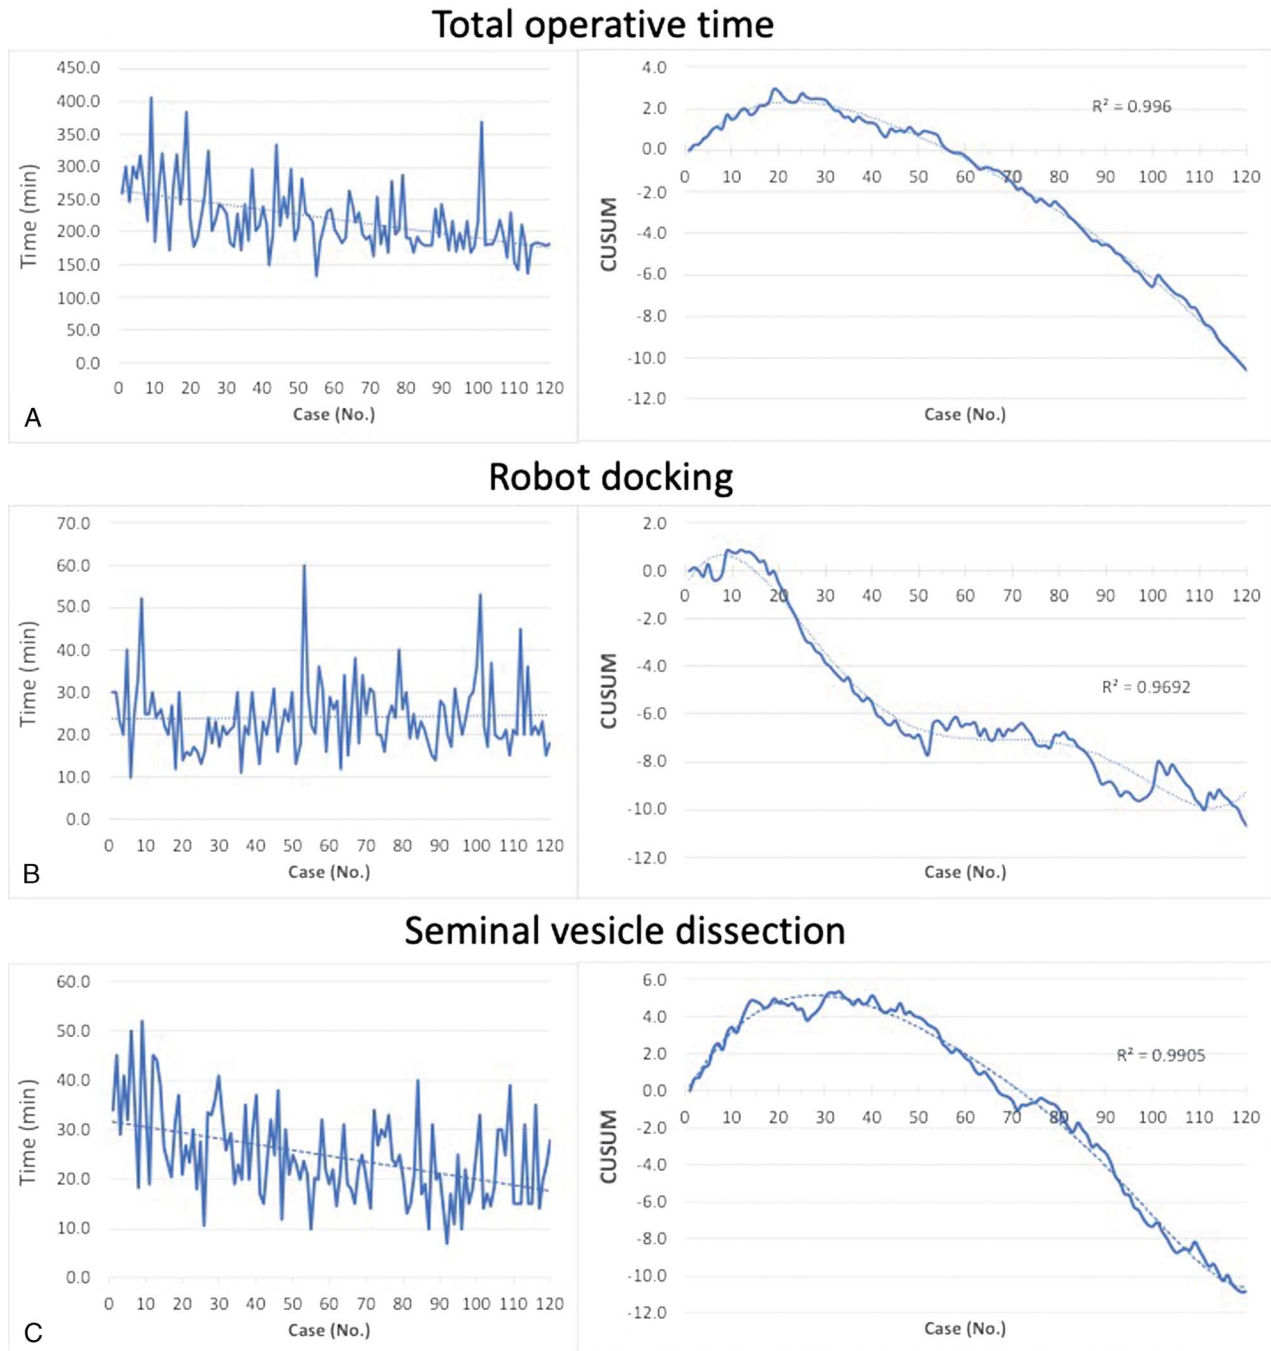 Total operative time
450.0
400.0
350.0
300.0
250.0
200.0
150.0
100.0
50.0
0.0
Time (min)
0 10 20 30 40 50 60 70 80 90 100 110 120
Case (No.)
A
4.0
2.0
0.0
-2.0
-4.0
-6.0
-8.0
-10.0
-12.0
CUSUM
R² = 0.996
0 10 20 30 40 50 60 70 80 90 100 110 120
Case (No.)
Robot docking
70.0
60.0
50.0
40.0
30.0
20.0
10.0
0.0
Time (min)
0 10 20 30 40 50 60 70 80 90 100 110 120
Case (No.)
B
2.0
0.0
-2.0
-4.0
-6.0
-8.0
-10.0
-12.0
CUSUM
R² = 0.9692
0 10 20 30 40 50 60 70 80 90 100 110 120
Case (No.)
Seminal vesicle dissection
60.0
50.0
40.0
30.0
20.0
10.0
0.0
Time (min)
0 10 20 30 40 50 60 70 80 90 100 110 120
Case (No.)
C
6.0
4.0
2.0
0.0
-2.0
-4.0
-6.0
-8.0
-10.0
-12.0
CUSUM
R² = 0.9905
0 10 20 30 40 50 60 70 80 90 100 110 120
Case (No.)